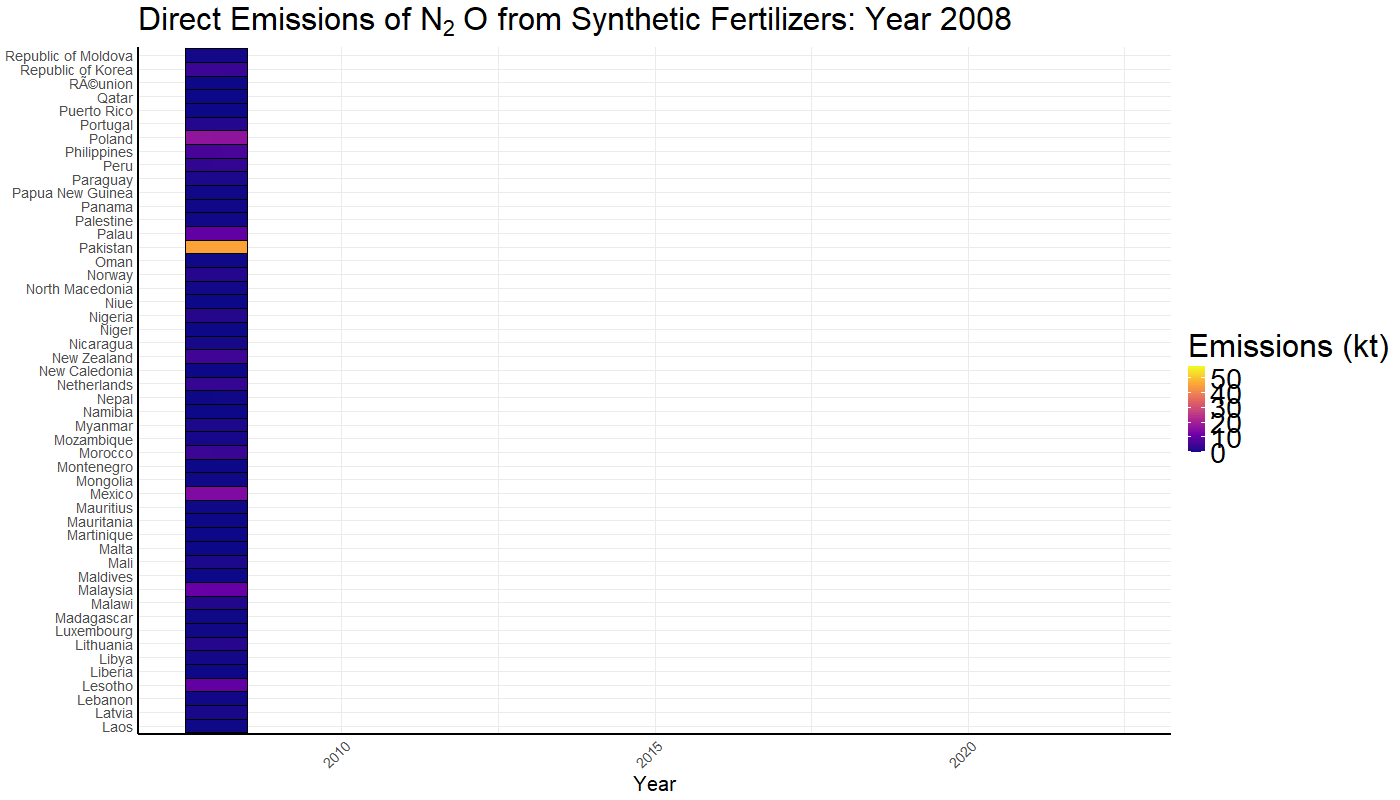 Direct Emissions of N₂ O from Synthetic Fertilizers: Year 2008
Republic of Moldova
Republic of Korea
RÃ©union
Qatar
Puerto Rico
Portugal
Poland
Philippines
Peru
Paraguay
Papua New Guinea
Panama
Palestine
Palau
Pakistan
Oman
Norway
North Macedonia
Niue
Nigeria
Niger
Nicaragua
New Zealand
New Caledonia
Netherlands
Nepal
Namibia
Myanmar
Mozambique
Morocco
Montenegro
Mongolia
Mexico
Mauritius
Mauritania
Martinique
Malta
Mali
Maldives
Malaysia
Malawi
Madagascar
Luxembourg
Lithuania
Libya
Liberia
Lesotho
Lebanon
Latvia
Laos
2010
2015
2020
Year
Emissions (kt)
50
40
30
20
10
0